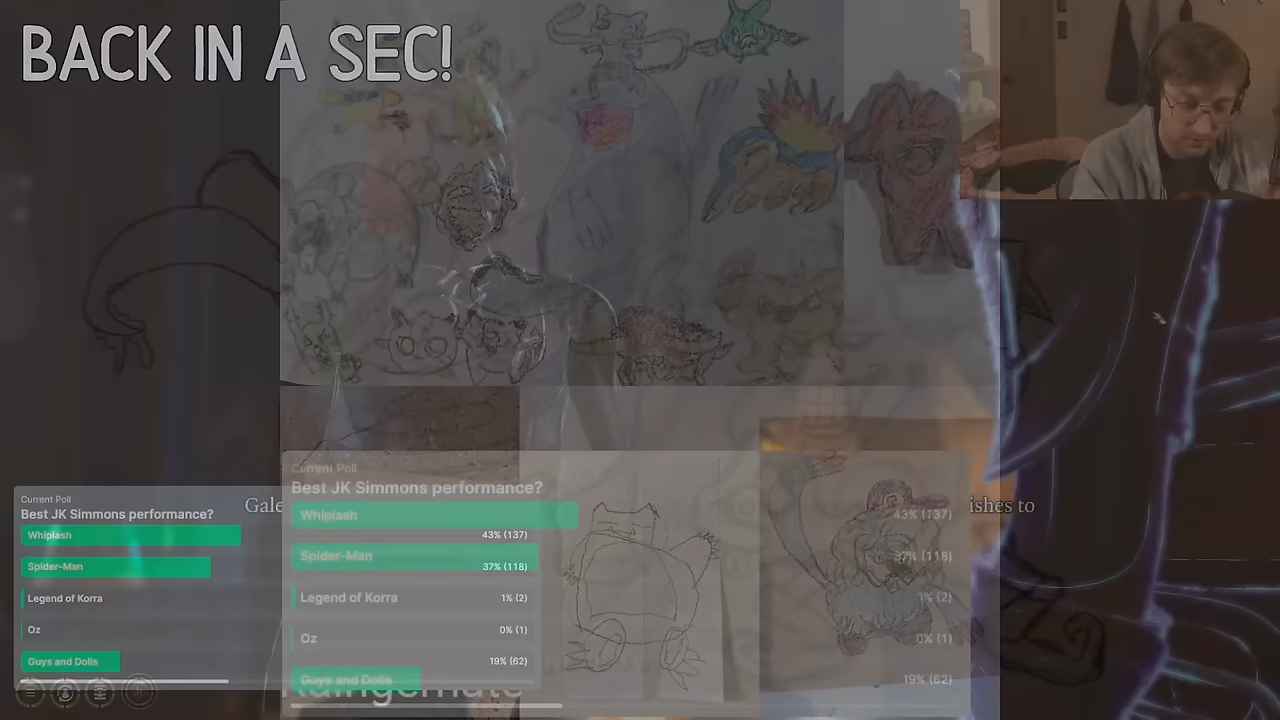 BACK IN A SEC!
Current Poll
Best JK Simmons performance?
Whiplash
43% (137)
Spider-Man
37% (118)
Legend of Korra
1% (2)
Oz
0% (1)
Guys and Dolls
19% (62)
Current Poll
Best JK Simmons performance?
Whiplash
43% (137)
Spider-Man
37% (118)
Legend of Korra
1% (2)
Oz
0% (1)
Guys and Dolls
19% (62)
Gale
ishes to